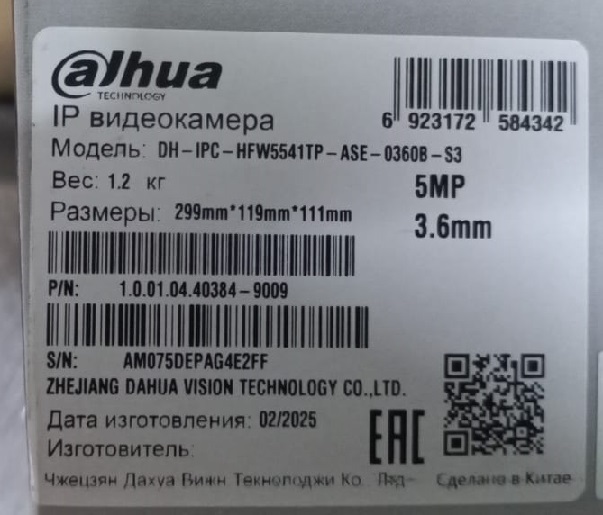 alhua
TECHNOLOGY
IP видеокамера
6 923172 584342
Модель: DH-IPC-HFW5541TP-ASE-0360B-S3
Вес: 1.2 кг
5MP
Размеры: 299mm*119mm*111mm
3.6mm
P/N: 1.0.01.04.40384-9009
S/N: AM075DEPAG4E2FF
ZHEJIANG DAHUA VISION TECHNOLOGY CO.,LTD.
Дата изготовления: 02/2025
EAC
Изготовитель:
Чжецзян Дахуа Вижн Текнолоджи Ко. Лтд. Сделано в Китае